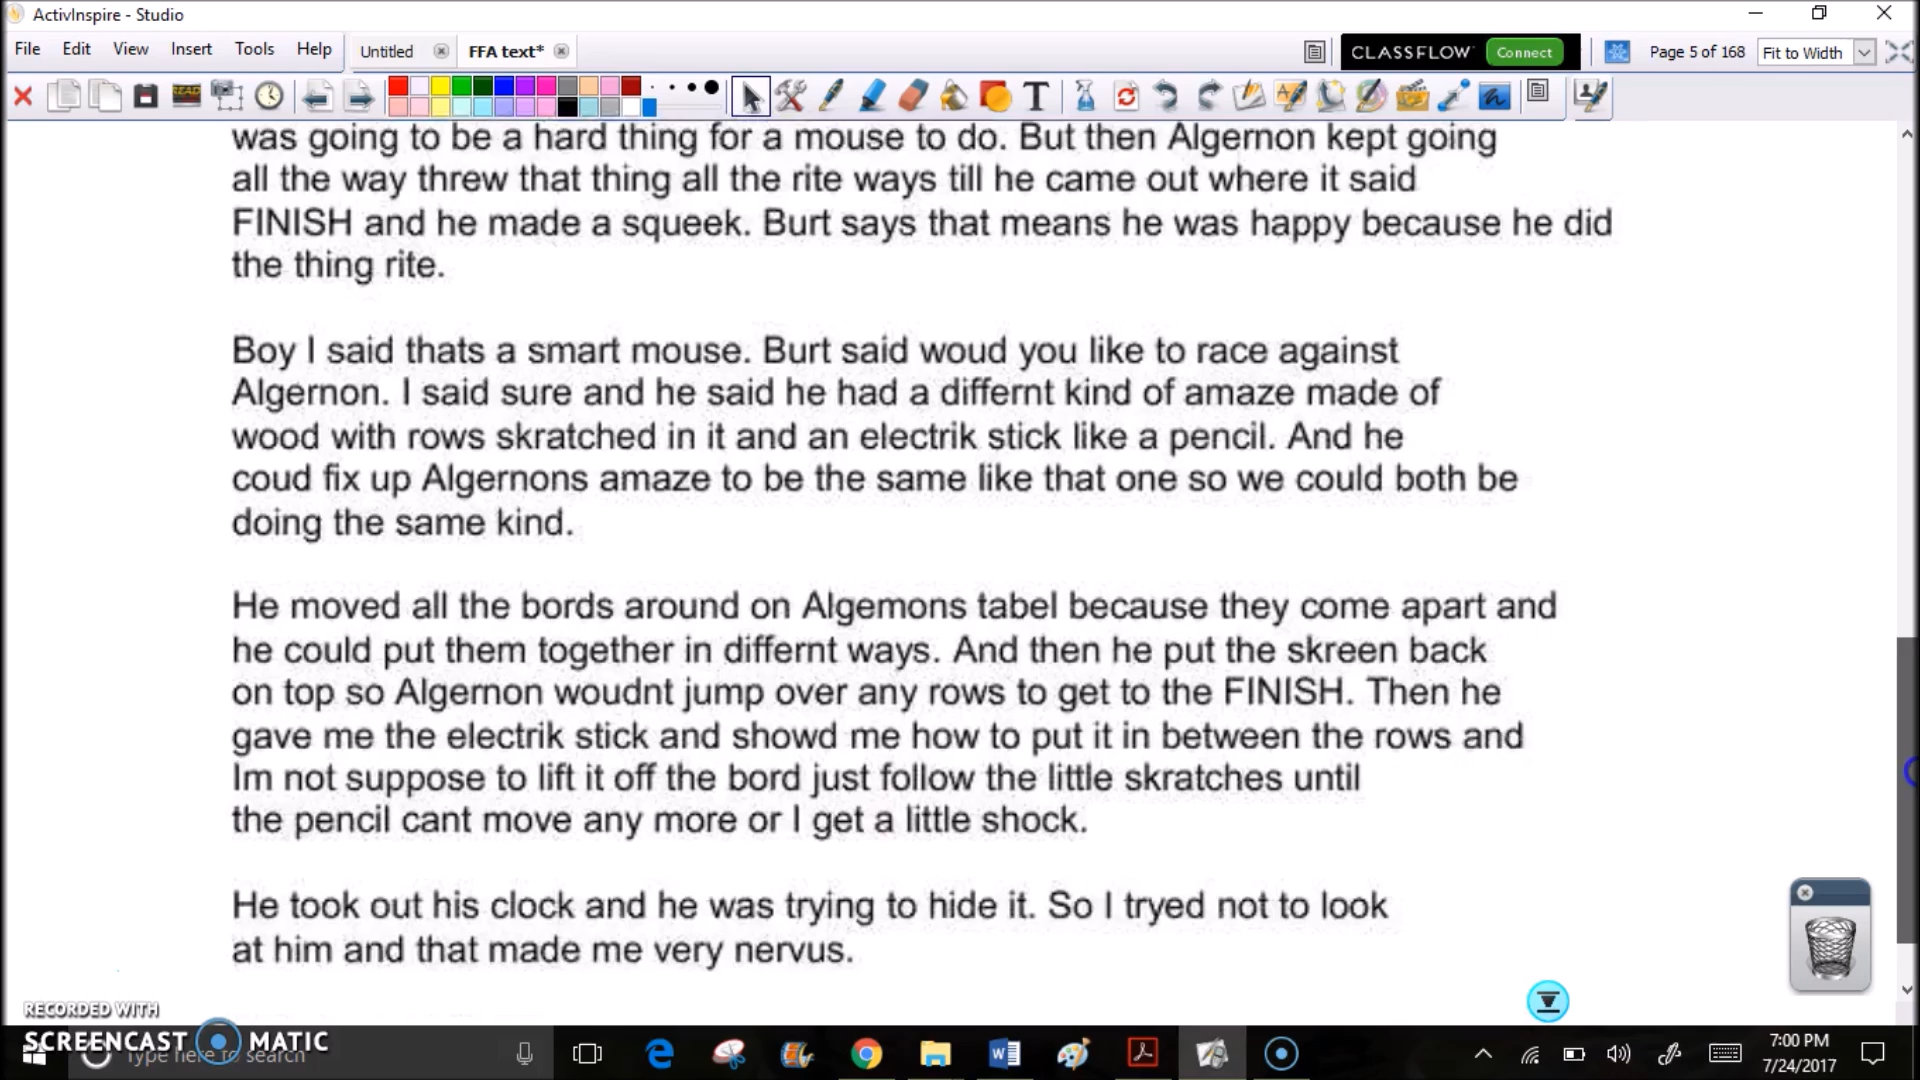 ActivInspire - Studio
File Edit View Insert Tools Help
Untitled
FFA text*
CLASSFLOW Connect
Page 5 of 168
Fit to Width
was going to be a hard thing for a mouse to do. But then Algernon kept going
all the way threw that thing all the rite ways till he came out where it said
FINISH and he made a squeek. Burt says that means he was happy because he did
the thing rite.
Boy I said thats a smart mouse. Burt said woud you like to race against
Algernon. I said sure and he said he had a differnt kind of amaze made of
wood with rows skratched in it and an electrik stick like a pencil. And he
coud fix up Algernons amaze to be the same like that one so we could both be
doing the same kind.
He moved all the bords around on Algemons tabel because they come apart and
he could put them together in differnt ways. And then he put the skreen back
on top so Algernon woudnt jump over any rows to get to the FINISH. Then he
gave me the electrik stick and showd me how to put it in between the rows and
Im not suppose to lift it off the bord just follow the little skratches until
the pencil cant move any more or I get a little shock.
He took out his clock and he was trying to hide it. So I tryed not to look
at him and that made me very nervus.
RECORDED WITH
SCREENCAST MATIC
Type here to search
7:00 PM
7/24/2017